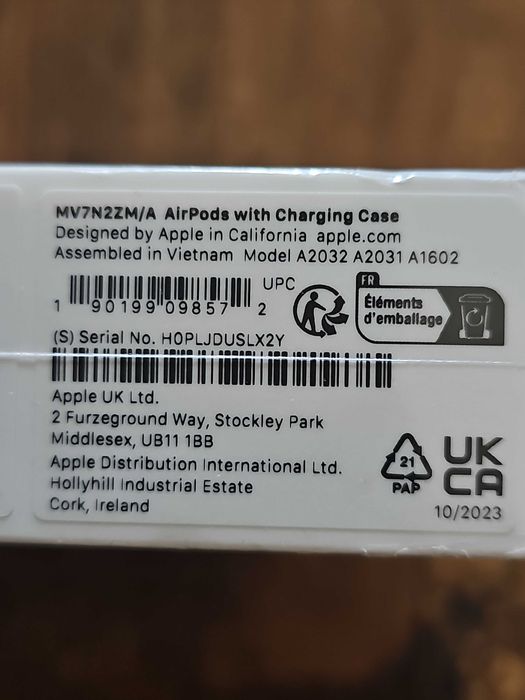 MV7N2ZM/A AirPods with Charging Case
Designed by Apple in California apple.com
Assembled in Vietnam Model A2032 A2031 A1602
UPC
1 90199 09857 2
FR
Éléments
d'emballage
(S) Serial No. H0PLJDUSLX2Y
Apple UK Ltd.
2 Furzeground Way, Stockley Park
Middlesex, UB11 1BB
Apple Distribution International Ltd.
Hollyhill Industrial Estate
Cork, Ireland
21
PAP
UK
CA
10/2023